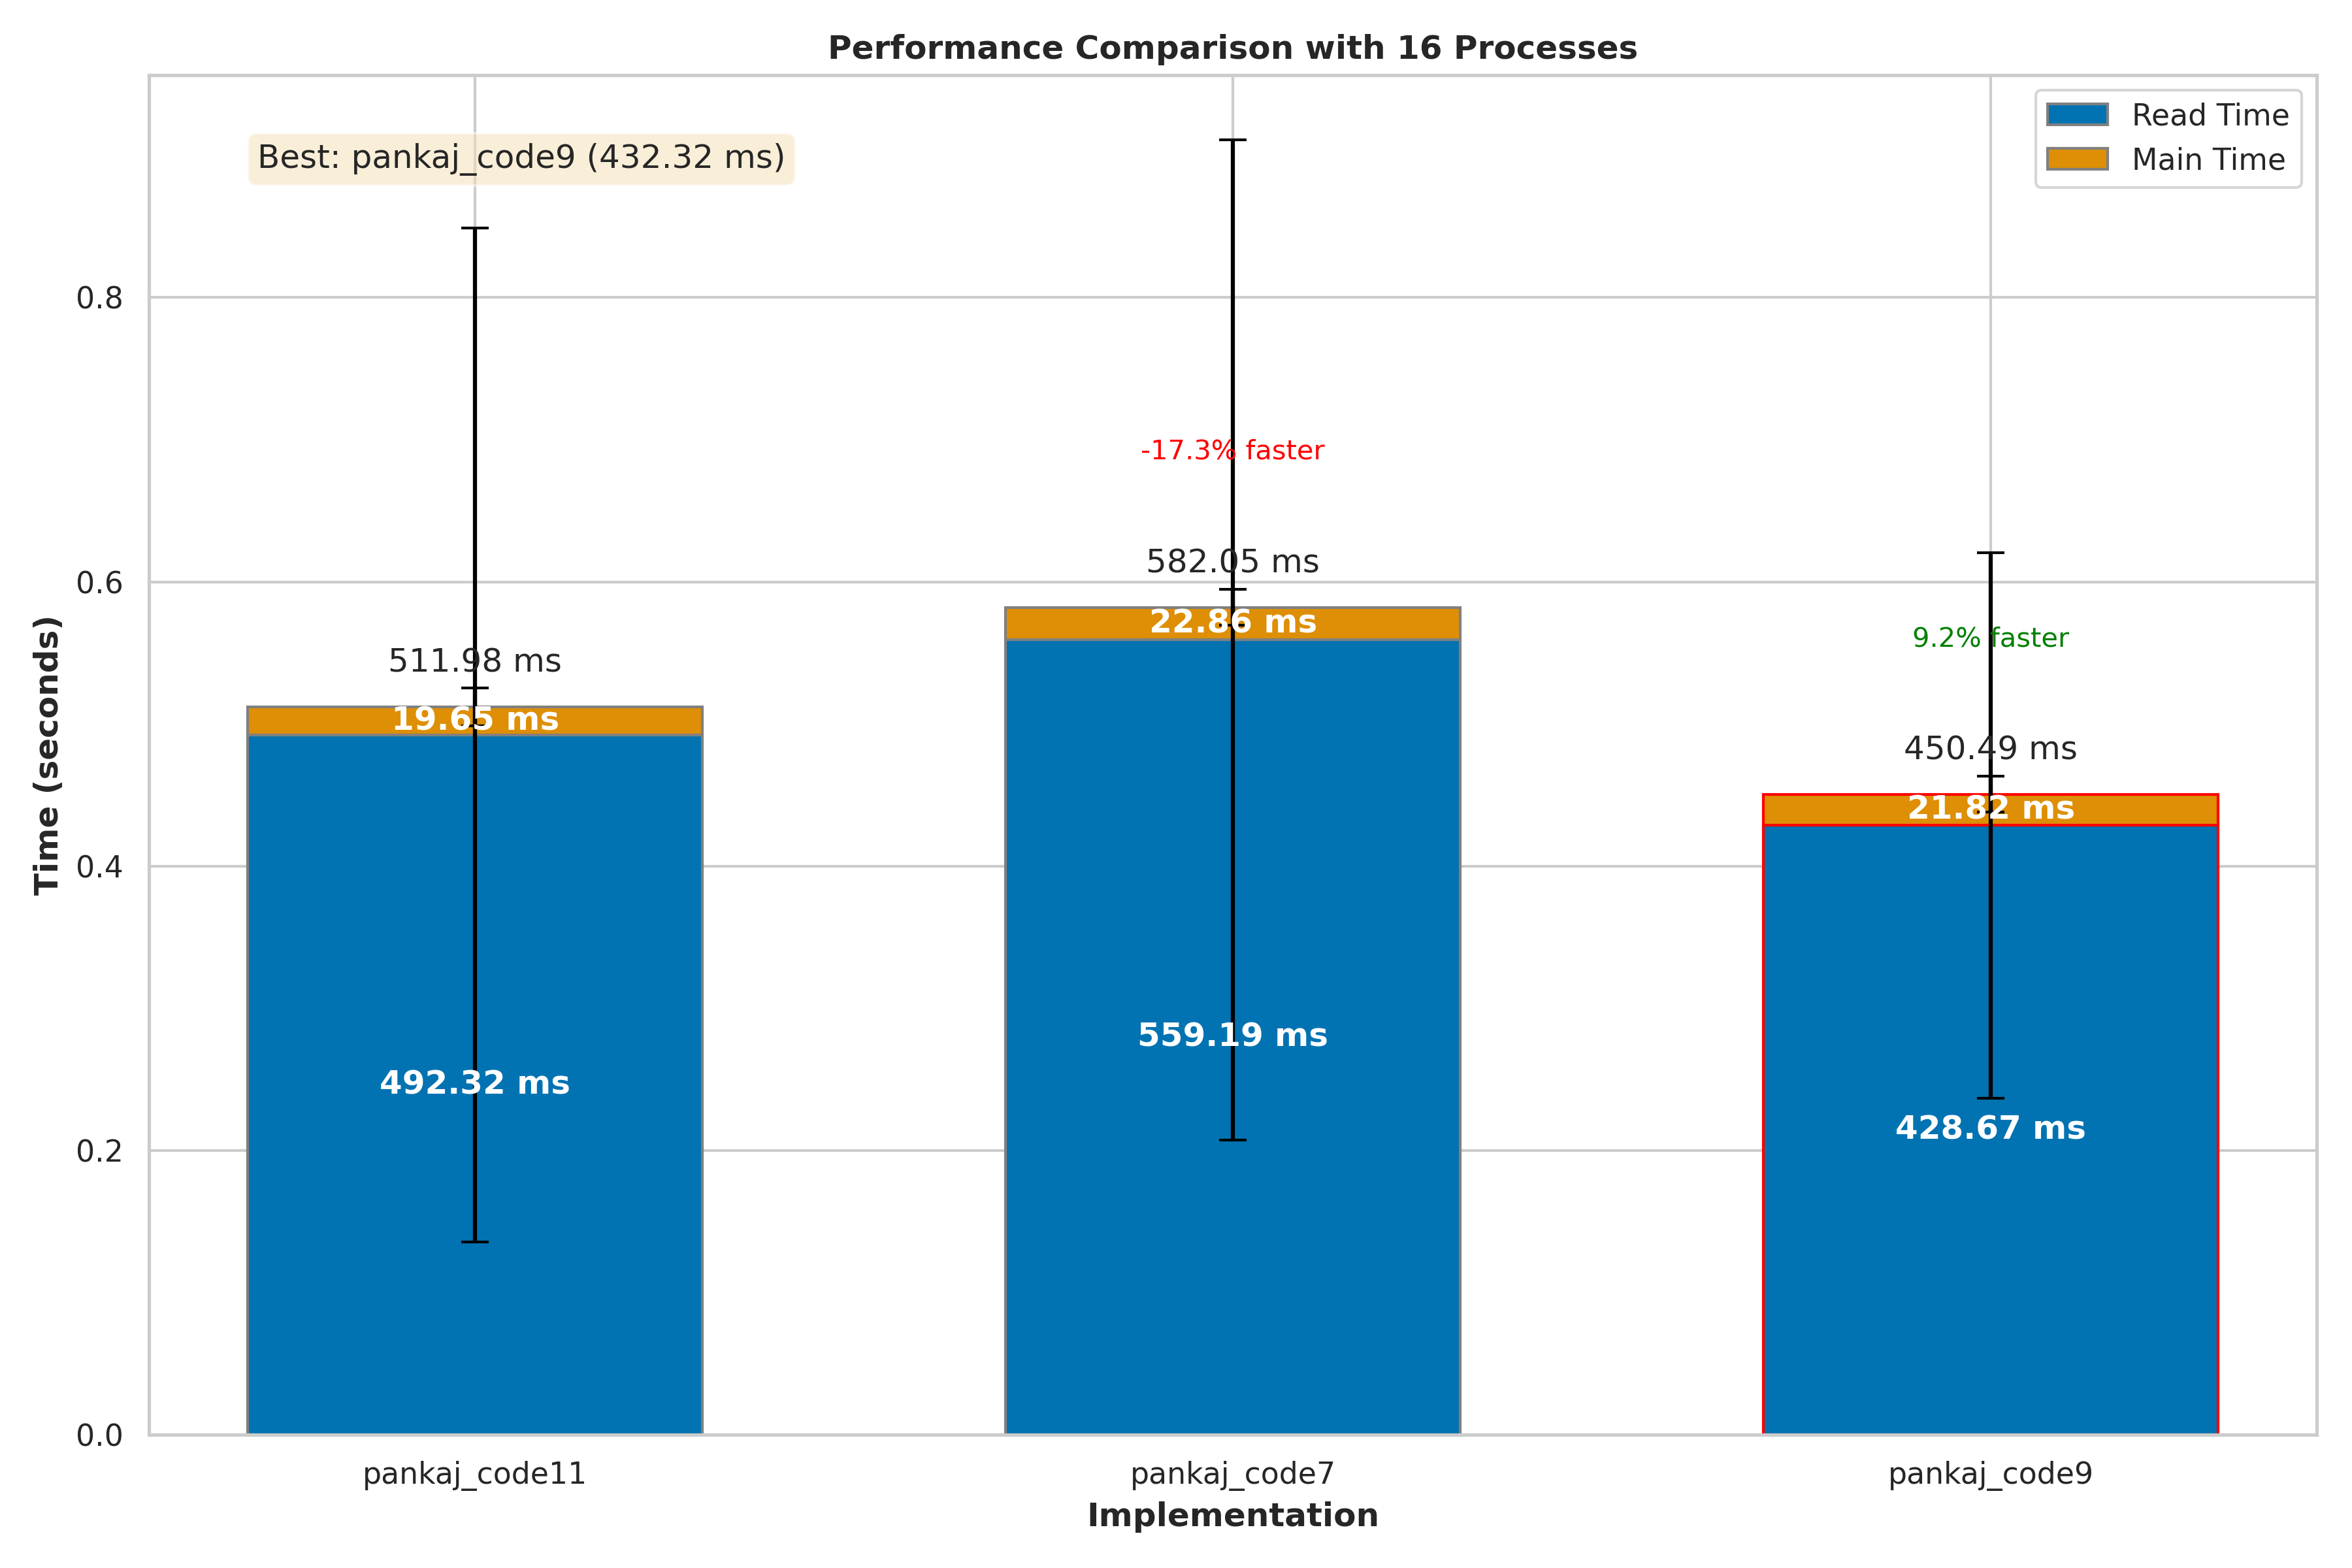 Performance Comparison with 16 Processes
Best: pankaj_code9 (432.32 ms)
Read Time
Main Time
Time (seconds)
0.8
0.6
0.4
0.2
0.0
-17.3% faster
582.05 ms
22.86 ms
559.19 ms
511.98 ms
19.65 ms
492.32 ms
9.2% faster
450.49 ms
21.82 ms
428.67 ms
pankaj_code11
pankaj_code7
pankaj_code9
Implementation